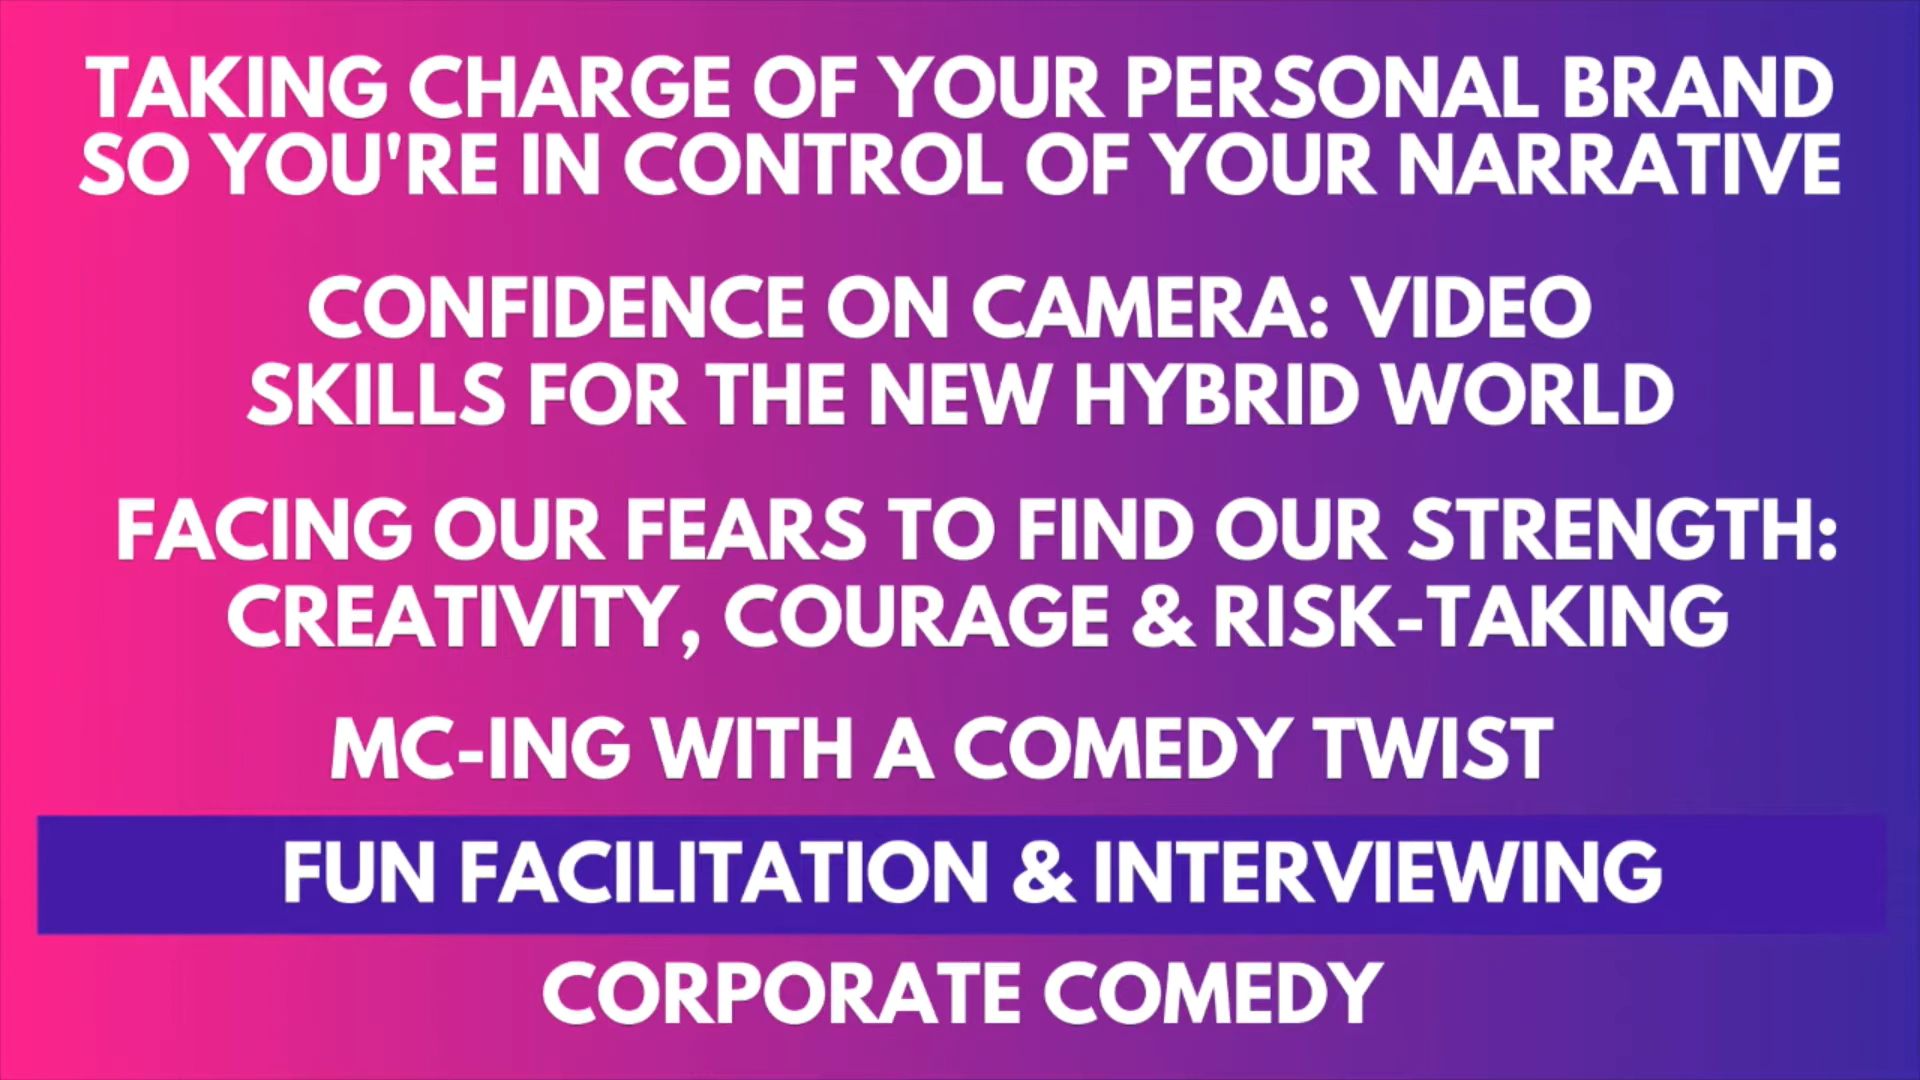 TAKING CHARGE OF YOUR PERSONAL BRAND
SO YOU'RE IN CONTROL OF YOUR NARRATIVE
CONFIDENCE ON CAMERA: VIDEO
SKILLS FOR THE NEW HYBRID WORLD
FACING OUR FEARS TO FIND OUR STRENGTH:
CREATIVITY, COURAGE & RISK-TAKING
MC-ING WITH A COMEDY TWIST
FUN FACILITATION & INTERVIEWING
CORPORATE COMEDY